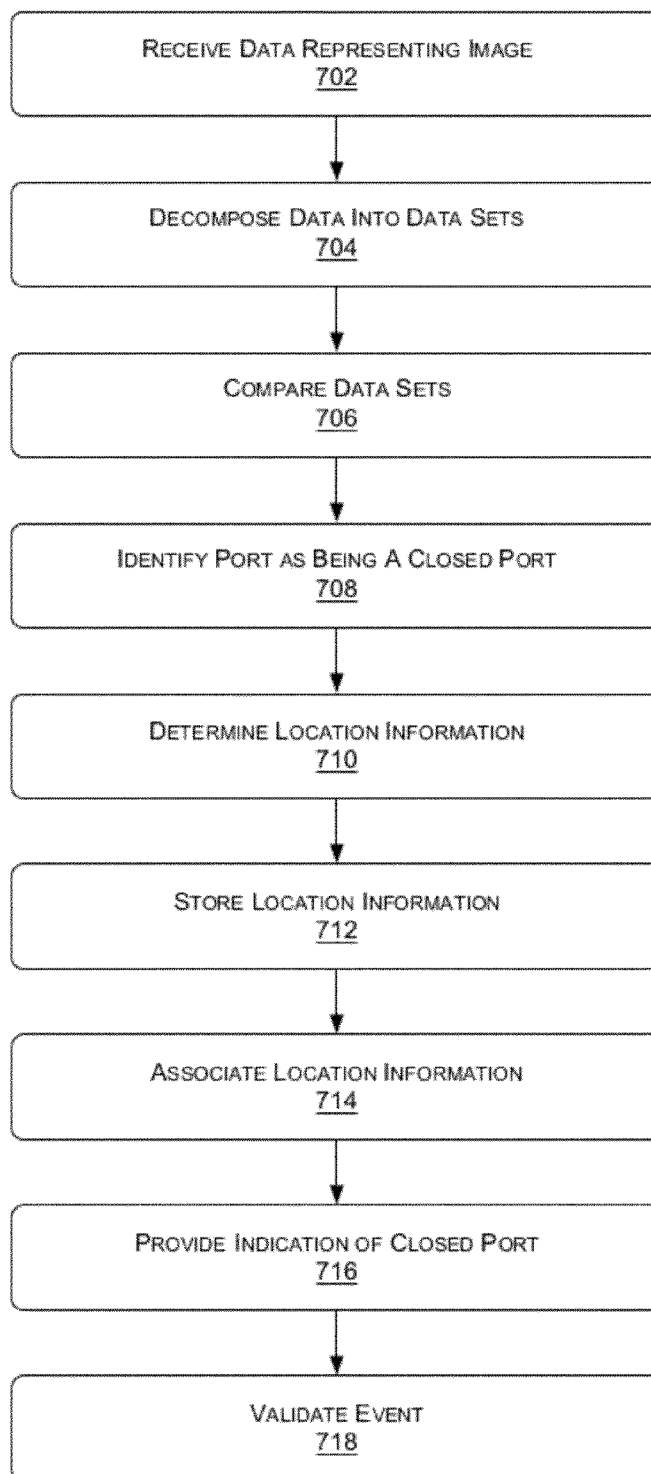 RECEIVE DATA REPRESENTING IMAGE
702
DECOMPOSE DATA INTO DATA SETS
704
COMPARE DATA SETS
706
IDENTIFY PORT AS BEING A CLOSED PORT
708
DETERMINE LOCATION INFORMATION
710
STORE LOCATION INFORMATION
712
ASSOCIATE LOCATION INFORMATION
714
PROVIDE INDICATION OF CLOSED PORT
716
VALIDATE EVENT
718